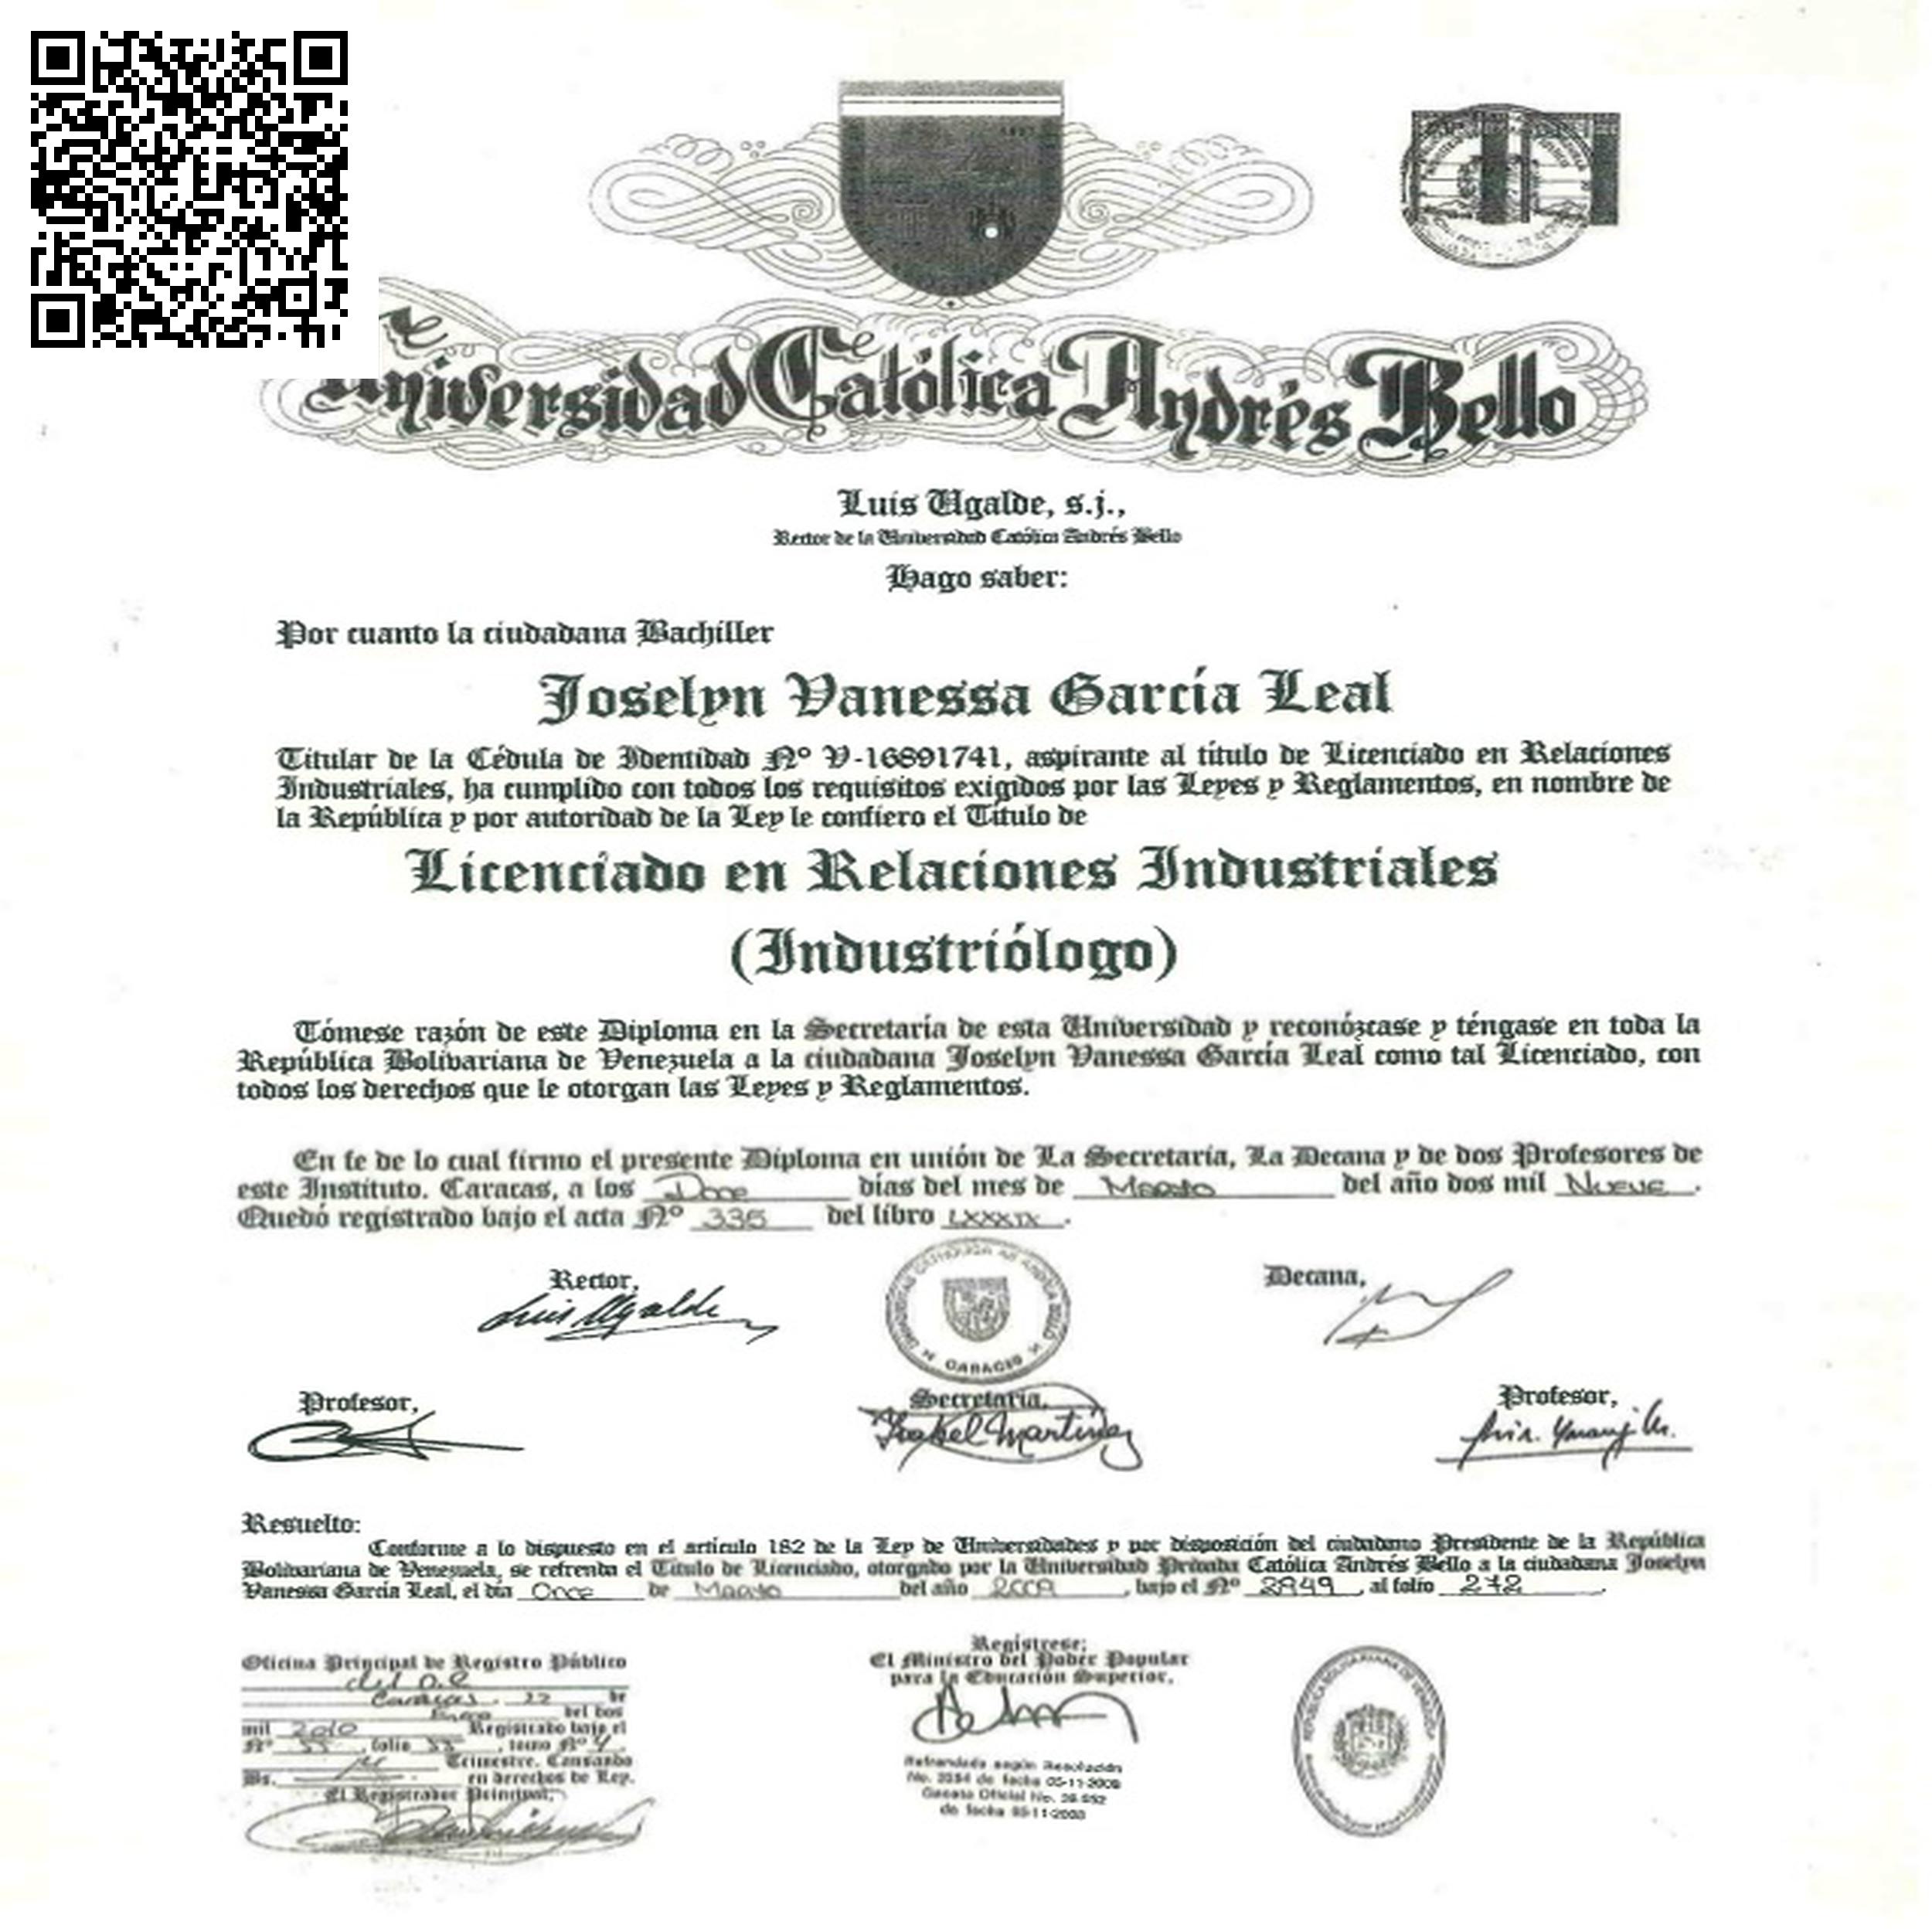 Universidad Católica Andrés Bello
Luis Ugalde, s.j.,
Rector de la Universidad Católica Andrés Bello
Hago saber:
Por cuanto la ciudadana Bachiller
Joselyn Vanessa García Leal
Titular de la Cédula de Identidad Nº V-16891741, aspirante al título de Licenciado en Relaciones
Industriales, ha cumplido con todos los requisitos exigidos por las Leyes y Reglamentos, en nombre de
la República y por autoridad de la Ley le confiero el Título de
Licenciado en Relaciones Industriales
(Industriólogo)
Tómese razón de este Diploma en la Secretaría de esta Universidad y reconózcase y téngase en toda la
República Bolivariana de Venezuela a la ciudadana Joselyn Vanessa García Leal como tal Licenciado, con
todos los derechos que le otorgan las Leyes y Reglamentos.
En fe de lo cual firmo el presente Diploma en unión de La Secretaria, La Decana y de dos Profesores de
este Instituto. Caracas, a los Doce días del mes de Marzo del año dos mil Nueve.
Quedó registrado bajo el acta Nº 335 del libro LXXXIX.
Rector,
Luis Ugalde
Decana,
CARACAS
Profesor,
Secretaria,
Isabel Martínez
Profesor,
Resuelto:
Conforme a lo dispuesto en el artículo 182 de la Ley de Universidades y por disposición del ciudadano Presidente de la República
Bolivariana de Venezuela, se refrenda el Título de Licenciado, otorgado por la Universidad Privada Católica Andrés Bello a la ciudadana Joselyn
Vanessa García Leal, el día Once de Marzo del año 2009, bajo el Nº 2949, al folio 272.
Oficina Principal de Registro Público
del D.C
Caracas, 22 de
Enero del dos
mil 2010 Registrado bajo el
Nº 33, folio 33, tomo Nº 4,
Trimestre. Causando
Bs. en derechos de Ley.
El Registrador Principal,
Regístrese;
El Ministro del Poder Popular
para la Educación Superior,
Refrendado según Resolución
No. de fecha 05-11-2008
Gaceta Oficial No.
de fecha 05-11-2008
REPÚBLICA BOLIVARIANA DE VENEZUELA